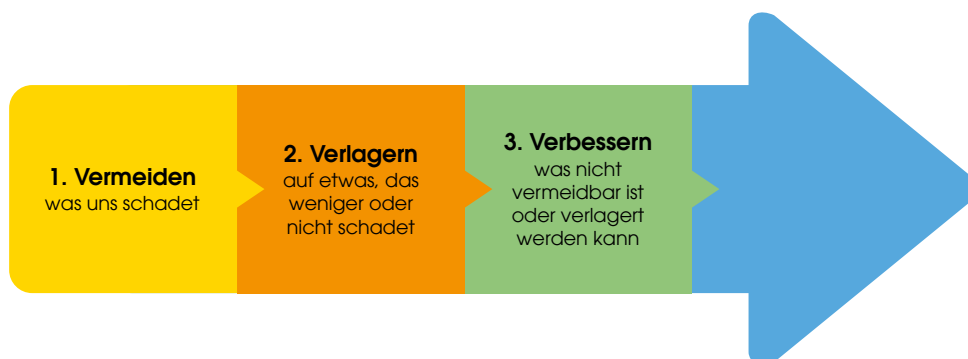 1. Vermeiden
was uns schadet
2. Verlagern
auf etwas, das
weniger oder
nicht schadet
3. Verbessern
was nicht
vermeidbar ist
oder verlagert
werden kann